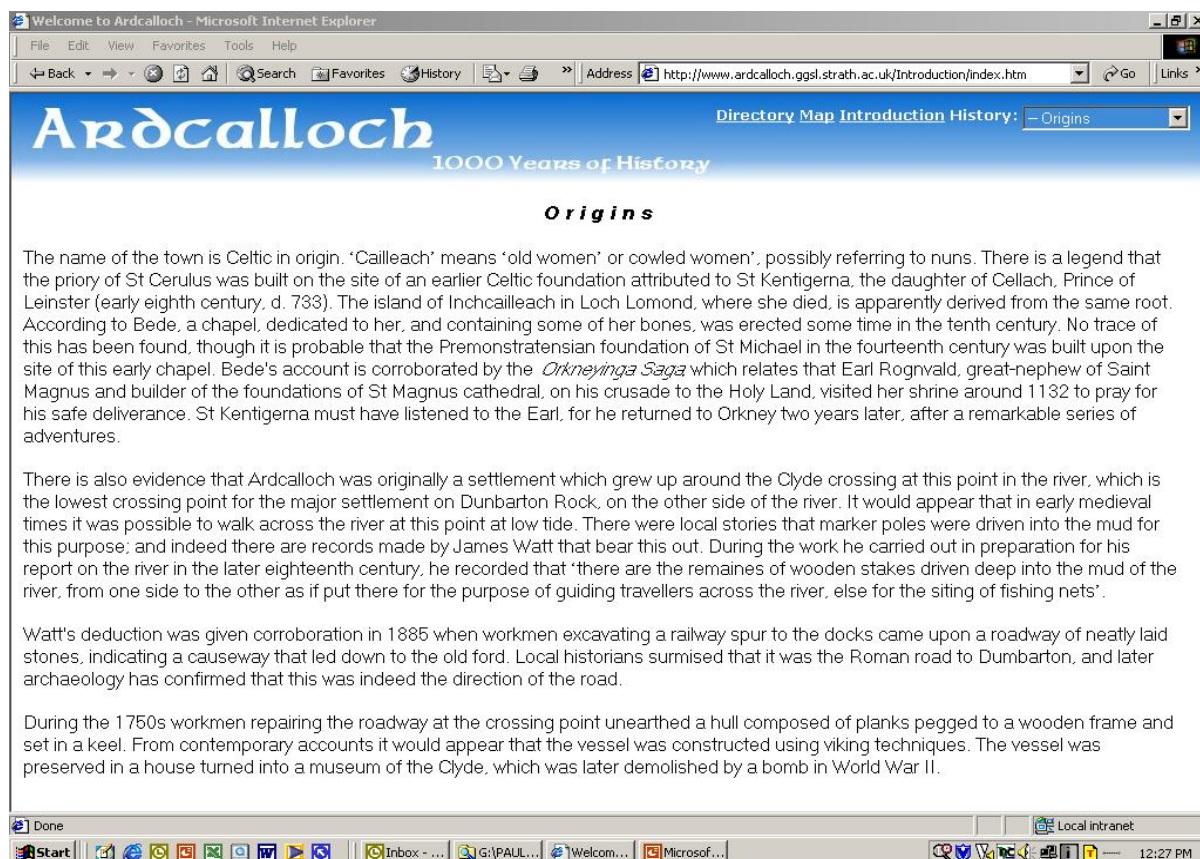 Welcome to Ardcalloch - Microsoft Internet Explorer
File Edit View Favorites Tools Help
Back Search Favorites History » Address http://www.ardcalloch.ggsl.strath.ac.uk/Introduction/index.htm Go Links »
Ardcalloch
Directory Map Introduction History: – Origins
1000 Years of History
Origins
The name of the town is Celtic in origin. ‘Cailleach’ means ‘old women’ or cowled women’, possibly referring to nuns. There is a legend that
the priory of St Cerulus was built on the site of an earlier Celtic foundation attributed to St Kentigerna, the daughter of Cellach, Prince of
Leinster (early eighth century, d. 733). The island of Inchcailleach in Loch Lomond, where she died, is apparently derived from the same root.
According to Bede, a chapel, dedicated to her, and containing some of her bones, was erected some time in the tenth century. No trace of
this has been found, though it is probable that the Premonstratensian foundation of St Michael in the fourteenth century was built upon the
site of this early chapel. Bede's account is corroborated by the Orkneyinga Saga which relates that Earl Rognvald, great-nephew of Saint
Magnus and builder of the foundations of St Magnus cathedral, on his crusade to the Holy Land, visited her shrine around 1132 to pray for
his safe deliverance. St Kentigerna must have listened to the Earl, for he returned to Orkney two years later, after a remarkable series of
adventures.
There is also evidence that Ardcalloch was originally a settlement which grew up around the Clyde crossing at this point in the river, which is
the lowest crossing point for the major settlement on Dunbarton Rock, on the other side of the river. It would appear that in early medieval
times it was possible to walk across the river at this point at low tide. There were local stories that marker poles were driven into the mud for
this purpose; and indeed there are records made by James Watt that bear this out. During the work he carried out in preparation for his
report on the river in the later eighteenth century, he recorded that ‘there are the remaines of wooden stakes driven deep into the mud of the
river, from one side to the other as if put there for the purpose of guiding travellers across the river, else for the siting of fishing nets’.
Watt's deduction was given corroboration in 1885 when workmen excavating a railway spur to the docks came upon a roadway of neatly laid
stones, indicating a causeway that led down to the old ford. Local historians surmised that it was the Roman road to Dumbarton, and later
archaeology has confirmed that this was indeed the direction of the road.
During the 1750s workmen repairing the roadway at the crossing point unearthed a hull composed of planks pegged to a wooden frame and
set in a keel. From contemporary accounts it would appear that the vessel was constructed using viking techniques. The vessel was
preserved in a house turned into a museum of the Clyde, which was later demolished by a bomb in World War II.
Done Local intranet
Start Inbox - ... G:\PAUL... Welcom... Microsof... 12:27 PM